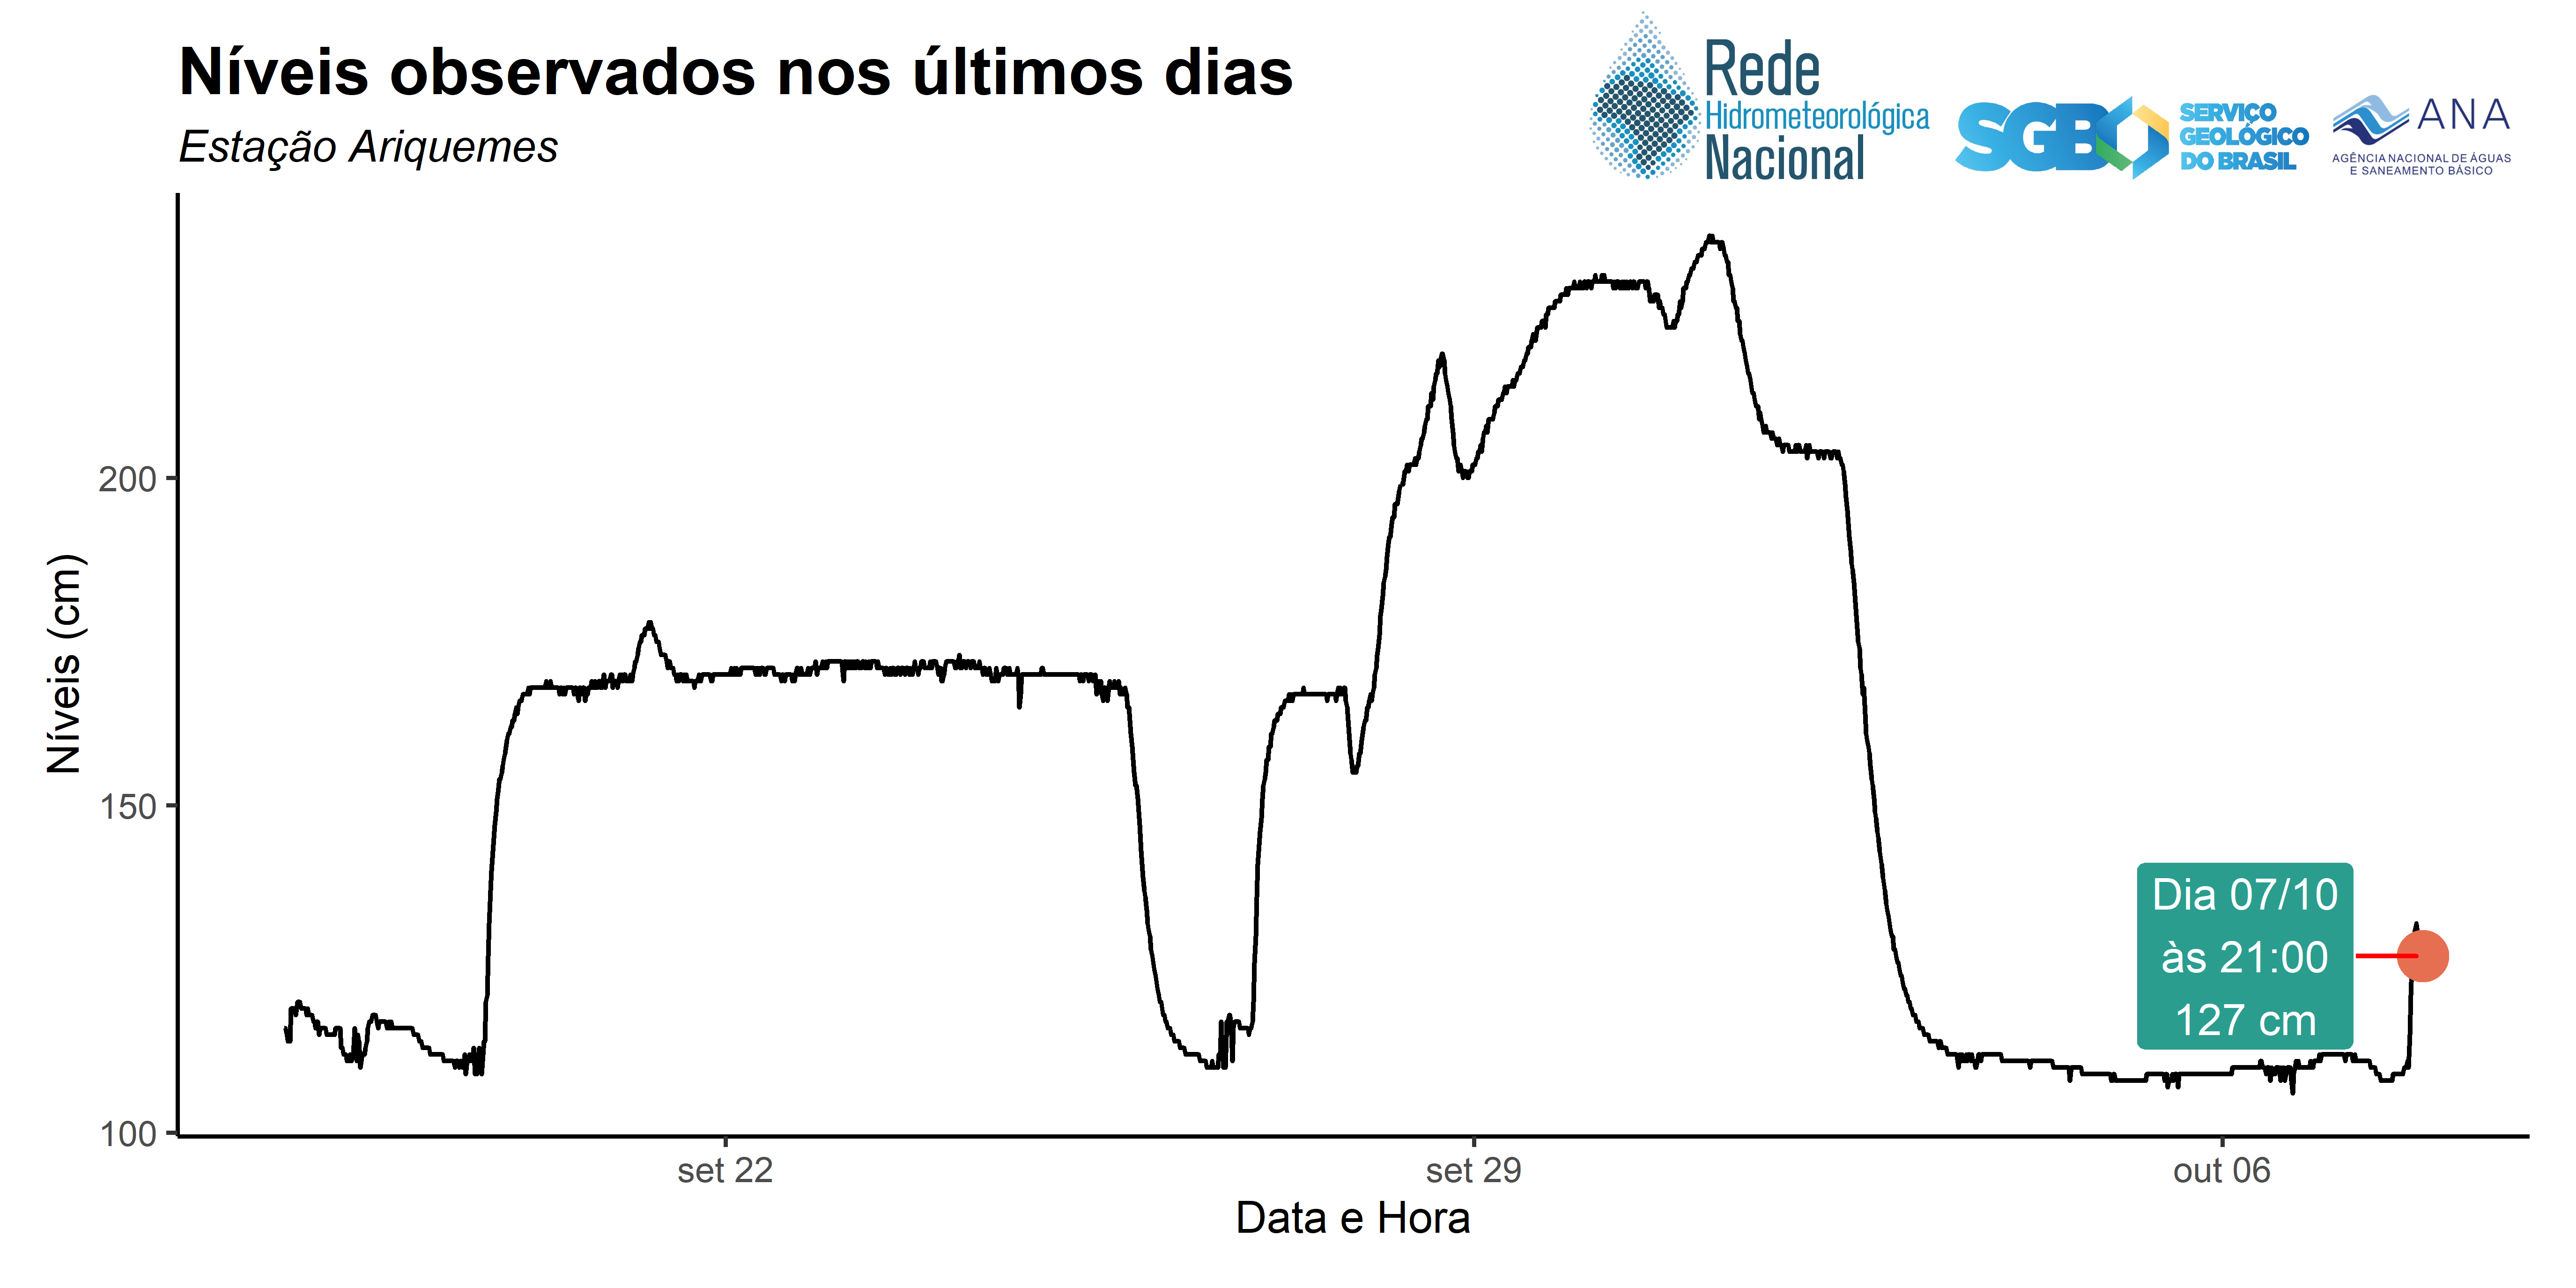 Níveis observados nos últimos dias
Estação Ariquemes
Rede
Hidrometeorológica
Nacional
SGB
SERVIÇO
GEOLÓGICO
DO BRASIL
ANA
AGÊNCIA NACIONAL DE ÁGUAS
E SANEAMENTO BÁSICO
Níveis (cm)
200
150
100
Dia 07/10
às 21:00
127 cm
set 22
set 29
out 06
Data e Hora